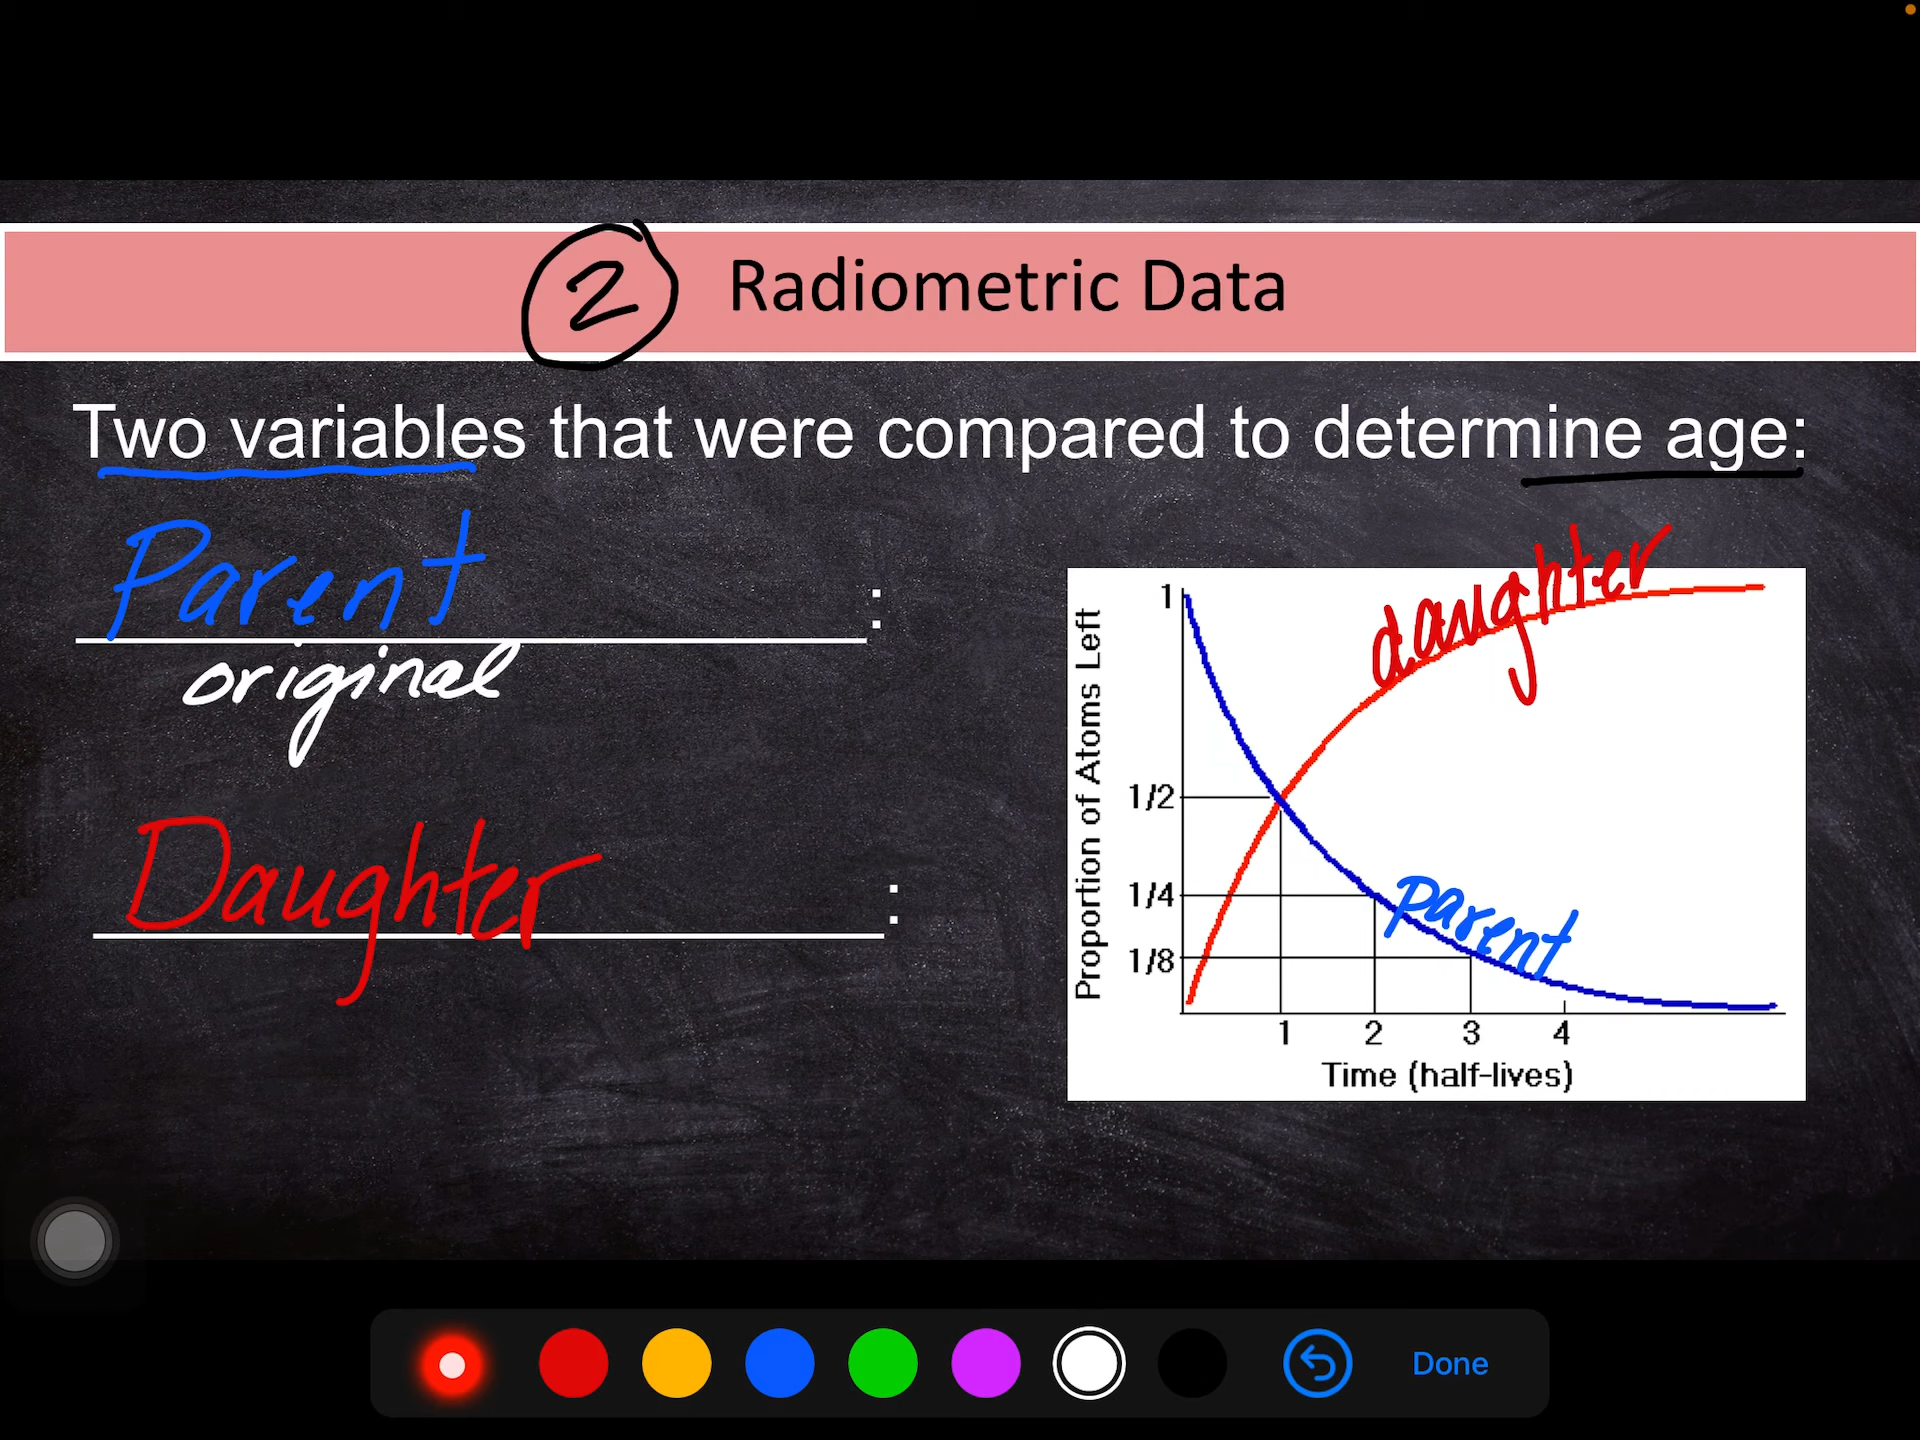 2 Radiometric Data
Two variables that were compared to determine age:
Parent :
original
Daughter :
daughter
parent
Proportion of Atoms Left
1
1/2
1/4
1/8
1 2 3 4
Time (half-lives)
Done